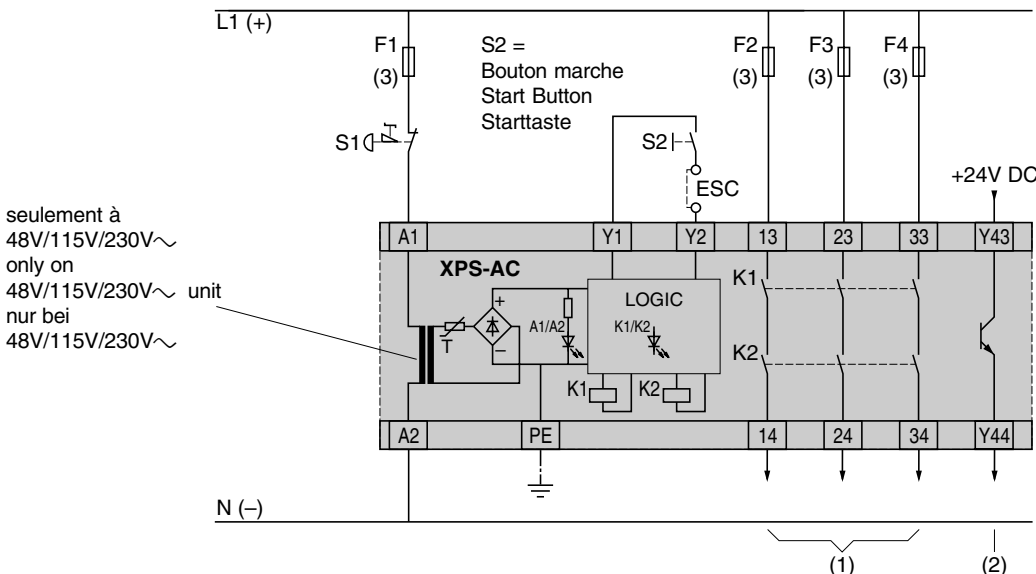 L1 (+)
F1
(3)
S2 =
Bouton marche
Start Button
Starttaste
F2
(3)
F3
(3)
F4
(3)
S1
S2
ESC
+24V DC
seulement à
48V/115V/230V~
only on
48V/115V/230V~ unit
nur bei
48V/115V/230V~
A1
Y1
Y2
13
23
33
Y43
XPS-AC
LOGIC
K1
+
A1/A2
K1/K2
T
–
K2
K1
K2
A2
PE
14
24
34
Y44
N (–)
(1)
(2)